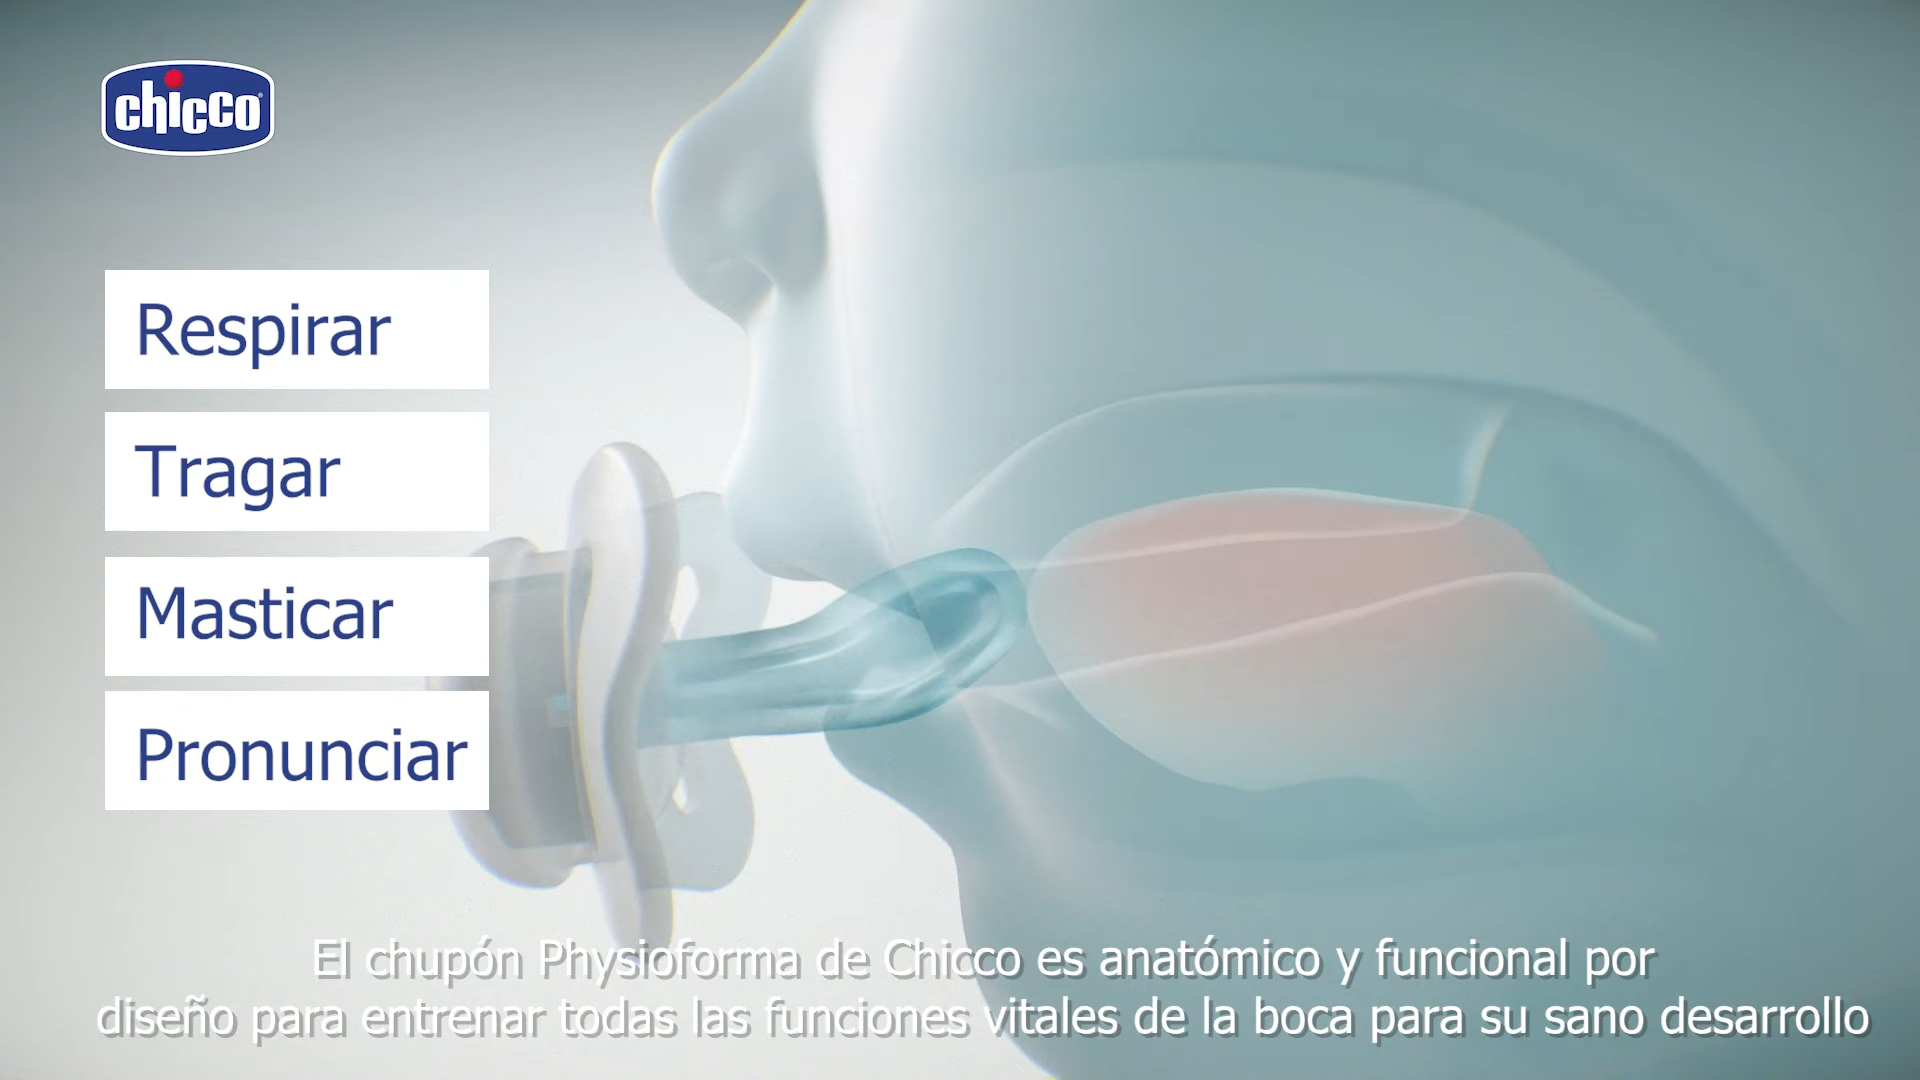 chicco
Respirar
Tragar
Masticar
Pronunciar
El chupón Physioforma de Chicco es anatómico y funcional por
diseño para entrenar todas las funciones vitales de la boca para su sano desarrollo